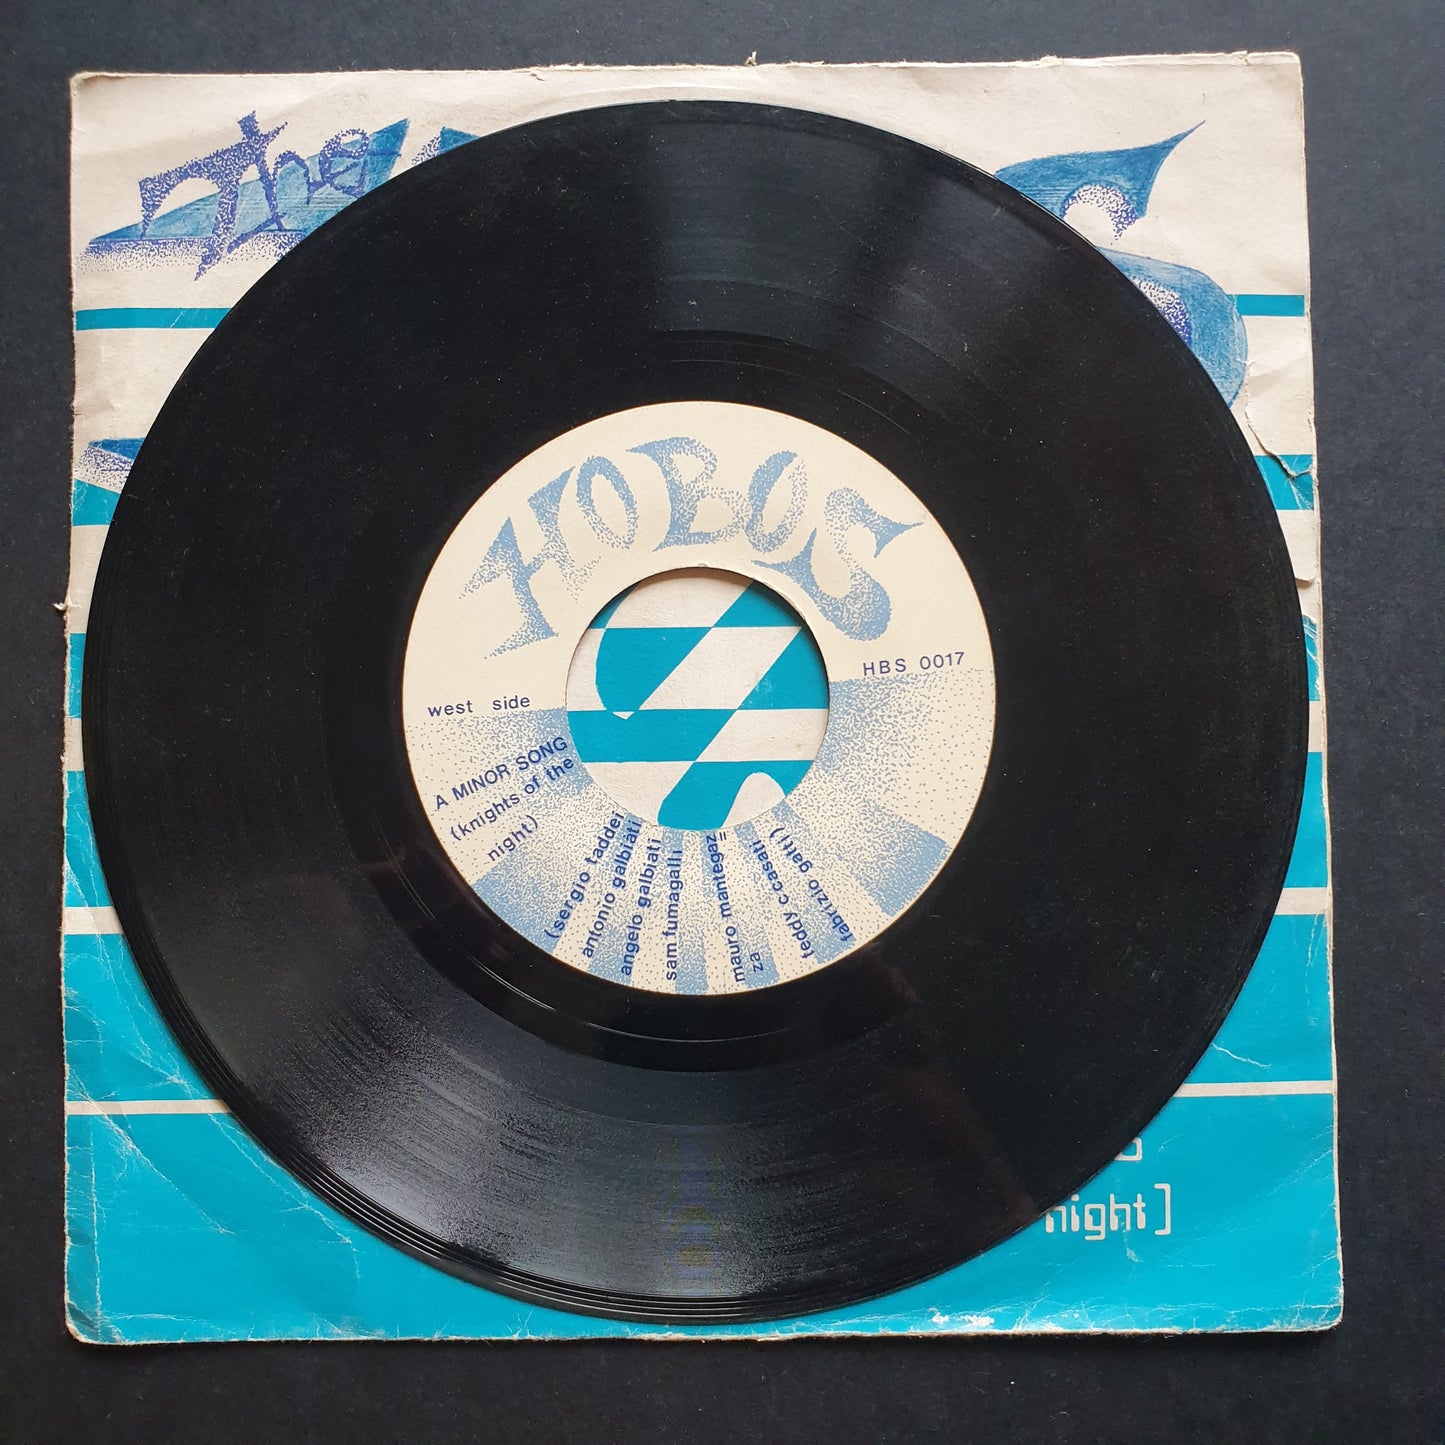 The
HOBOS
HBS 0017
west side
A MINOR SONG
(knights of the
night)
(sergio taddei
antonio galbiati
angelo galbiati
sam fumagalli
mauro mantegaz=
za
teddy c casati
fabrizio gatti)
night]